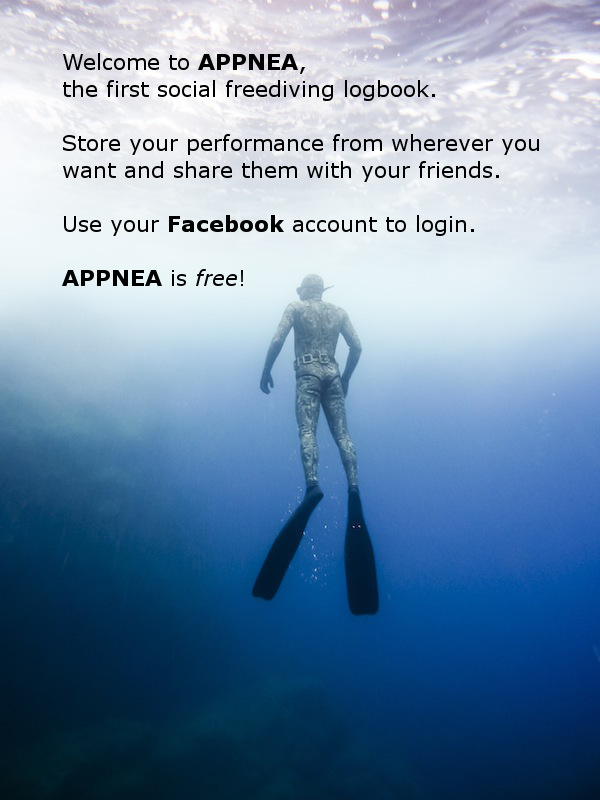 Welcome to APPNEA,
the first social freediving logbook.
Store your performance from wherever you
want and share them with your friends.
Use your Facebook account to login.
APPNEA is free!